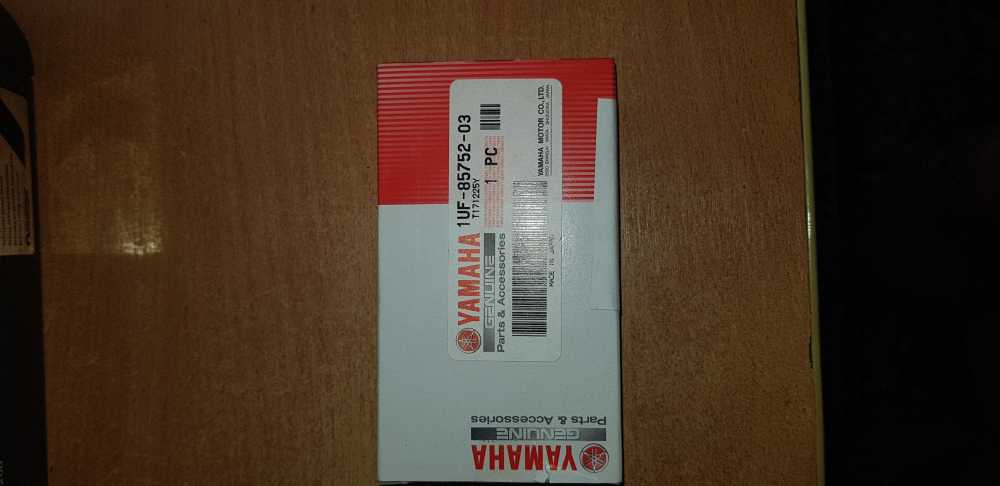 YAMAHA 1UF-85752-03
GENUINE T171225Y
Parts & Accessories 1 PC
MADE IN JAPAN
YAMAHA MOTOR CO., LTD.
YAMAHA
GENUINE
Parts & Accessories